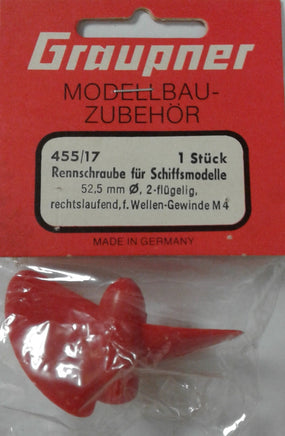 Graupner
MODELLBAU-
ZUBEHÖR
455/17 1 Stück
Rennschraube für Schiffsmodelle
52,5 mm Ø, 2-flügelig,
rechtslaufend, f. Wellen-Gewinde M 4
MADE IN GERMANY